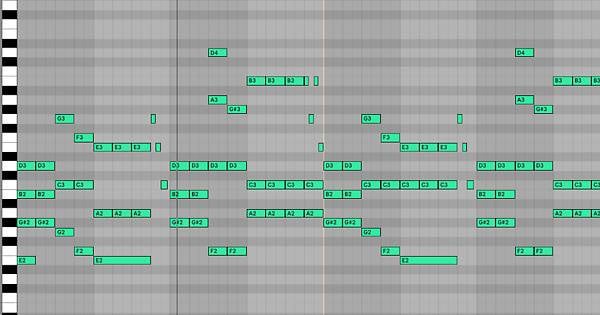 D4 D4
B3 B3 B3 B3 B3 B3
A3 A3
G#3 G#3
G3 G3
F3 F3
E3 E3 E3 E3 E3 E3
D3 D3 D3 D3 D3 D3 D3 D3 D3 D3 D3 D3
C3 C3 C3 C3 C3 C3 C3 C3 C3 C3 C3 C3 C3 C3
B2 B2 B2 B2 B2 B2 B2 B2
A2 A2 A2 A2 A2 A2 A2 A2 A2
G#2 G#2 G#2 G#2 G#2 G#2 G#2 G#2
G2 G2
F2 F2 F2 F2 F2 F2
E2 E2 E2